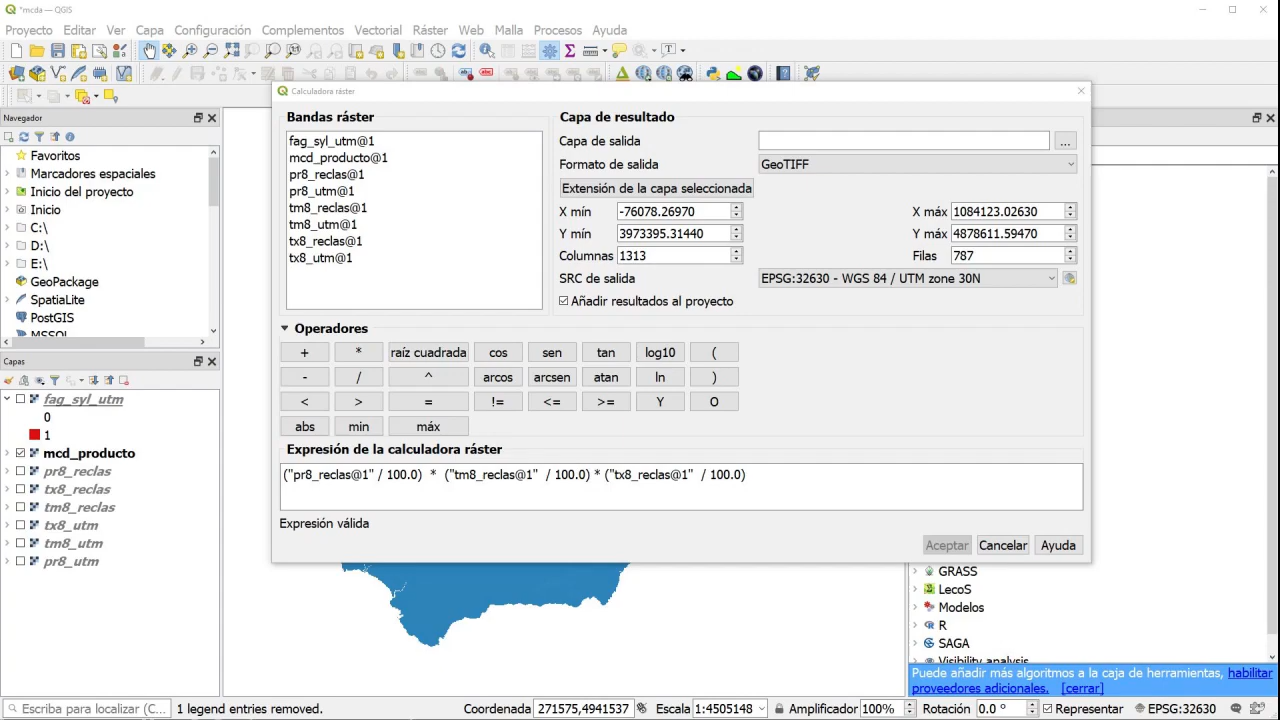 *mcda — QGIS
Proyecto Editar Ver Capa Configuración Complementos Vectorial Ráster Web Malla Procesos Ayuda
Calculadora ráster
Navegador
Favoritos
Marcadores espaciales
Inicio del proyecto
Inicio
C:\
D:\
E:\
GeoPackage
SpatiaLite
PostGIS
MSSQL
Capas
fag_syl_utm
0
1
mcd_producto
pr8_reclas
tx8_reclas
tm8_reclas
tx8_utm
tm8_utm
pr8_utm
Bandas ráster
fag_syl_utm@1
mcd_producto@1
pr8_reclas@1
pr8_utm@1
tm8_reclas@1
tm8_utm@1
tx8_reclas@1
tx8_utm@1
Capa de resultado
Capa de salida ...
Formato de salida GeoTIFF
Extensión de la capa seleccionada
X mín -76078.26970 X máx 1084123.02630
Y mín 3973395.31440 Y máx 4878611.59470
Columnas 1313 Filas 787
SRC de salida EPSG:32630 - WGS 84 / UTM zone 30N
Añadir resultados al proyecto
Operadores
+ * raíz cuadrada cos sen tan log10 (
- / ^ arcos arcsen atan ln )
< > = != <= >= Y O
abs min máx
Expresión de la calculadora ráster
("pr8_reclas@1" / 100.0) * ("tm8_reclas@1" / 100.0) * ("tx8_reclas@1" / 100.0)
Expresión válida
Aceptar Cancelar Ayuda
GRASS
LecoS
Modelos
R
SAGA
Visibility analysis
Puede añadir más algoritmos a la caja de herramientas, habilitar
proveedores adicionales. [cerrar]
Escriba para localizar (C... 1 legend entries removed. Coordenada 271575,4941537 Escala 1:4505148 Amplificador 100% Rotación 0.0 ° Representar EPSG:32630